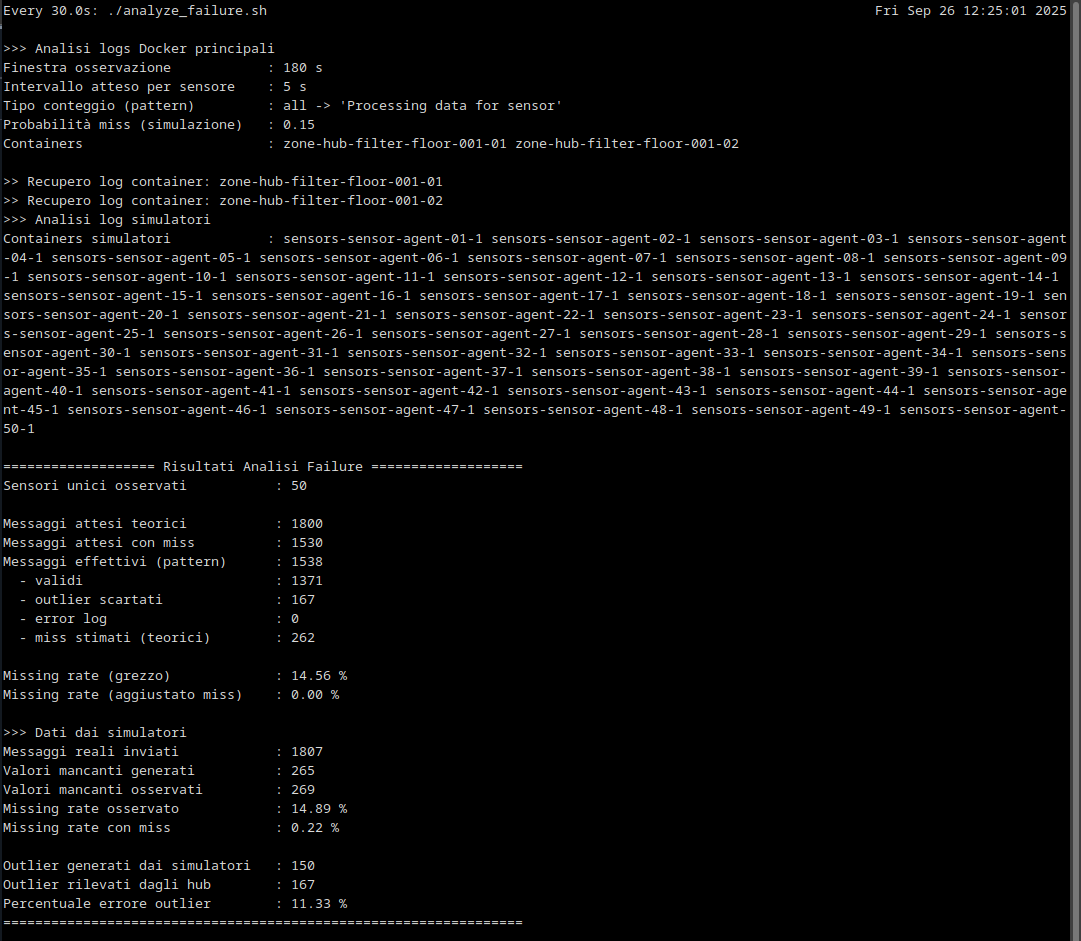 Every 30.0s: ./analyze_failure.sh Fri Sep 26 12:25:01 2025
>>> Analisi logs Docker principali
Finestra osservazione : 180 s
Intervallo atteso per sensore : 5 s
Tipo conteggio (pattern) : all -> 'Processing data for sensor'
Probabilità miss (simulazione) : 0.15
Containers : zone-hub-filter-floor-001-01 zone-hub-filter-floor-001-02
>> Recupero log container: zone-hub-filter-floor-001-01
>> Recupero log container: zone-hub-filter-floor-001-02
>>> Analisi log simulatori
Containers simulatori : sensors-sensor-agent-01-1 sensors-sensor-agent-02-1 sensors-sensor-agent-03-1 sensors-sensor-agent
-04-1 sensors-sensor-agent-05-1 sensors-sensor-agent-06-1 sensors-sensor-agent-07-1 sensors-sensor-agent-08-1 sensors-sensor-agent-09
-1 sensors-sensor-agent-10-1 sensors-sensor-agent-11-1 sensors-sensor-agent-12-1 sensors-sensor-agent-13-1 sensors-sensor-agent-14-1
sensors-sensor-agent-15-1 sensors-sensor-agent-16-1 sensors-sensor-agent-17-1 sensors-sensor-agent-18-1 sensors-sensor-agent-19-1 sen
sors-sensor-agent-20-1 sensors-sensor-agent-21-1 sensors-sensor-agent-22-1 sensors-sensor-agent-23-1 sensors-sensor-agent-24-1 sensor
s-sensor-agent-25-1 sensors-sensor-agent-26-1 sensors-sensor-agent-27-1 sensors-sensor-agent-28-1 sensors-sensor-agent-29-1 sensors-s
ensor-agent-30-1 sensors-sensor-agent-31-1 sensors-sensor-agent-32-1 sensors-sensor-agent-33-1 sensors-sensor-agent-34-1 sensors-sens
or-agent-35-1 sensors-sensor-agent-36-1 sensors-sensor-agent-37-1 sensors-sensor-agent-38-1 sensors-sensor-agent-39-1 sensors-sensor-
agent-40-1 sensors-sensor-agent-41-1 sensors-sensor-agent-42-1 sensors-sensor-agent-43-1 sensors-sensor-agent-44-1 sensors-sensor-age
nt-45-1 sensors-sensor-agent-46-1 sensors-sensor-agent-47-1 sensors-sensor-agent-48-1 sensors-sensor-agent-49-1 sensors-sensor-agent-
50-1
=================== Risultati Analisi Failure ===================
Sensori unici osservati : 50
Messaggi attesi teorici : 1800
Messaggi attesi con miss : 1530
Messaggi effettivi (pattern) : 1538
- validi : 1371
- outlier scartati : 167
- error log : 0
- miss stimati (teorici) : 262
Missing rate (grezzo) : 14.56 %
Missing rate (aggiustato miss) : 0.00 %
>>> Dati dai simulatori
Messaggi reali inviati : 1807
Valori mancanti generati : 265
Valori mancanti osservati : 269
Missing rate osservato : 14.89 %
Missing rate con miss : 0.22 %
Outlier generati dai simulatori : 150
Outlier rilevati dagli hub : 167
Percentuale errore outlier : 11.33 %
=================================================================